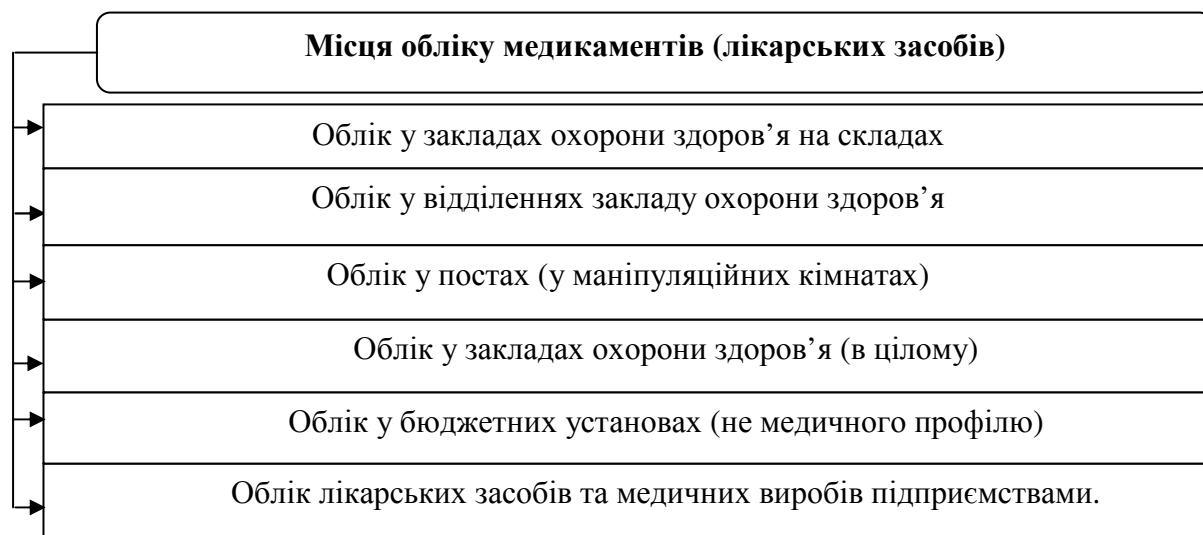 Місця обліку медикаментів (лікарських засобів)
Облік у закладах охорони здоров’я на складах
Облік у відділеннях закладу охорони здоров’я
Облік у постах (у маніпуляційних кімнатах)
Облік у закладах охорони здоров’я (в цілому)
Облік у бюджетних установах (не медичного профілю)
Облік лікарських засобів та медичних виробів підприємствами.